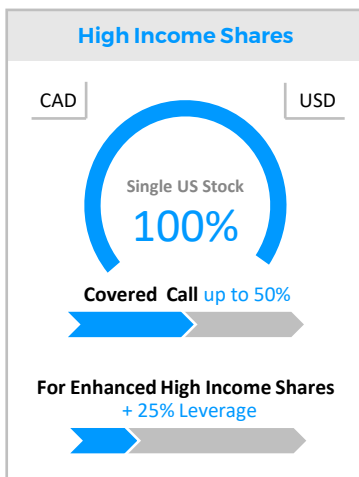 High Income Shares
CAD
USD
Single US Stock
100%
Covered Call up to 50%
For Enhanced High Income Shares
+ 25% Leverage